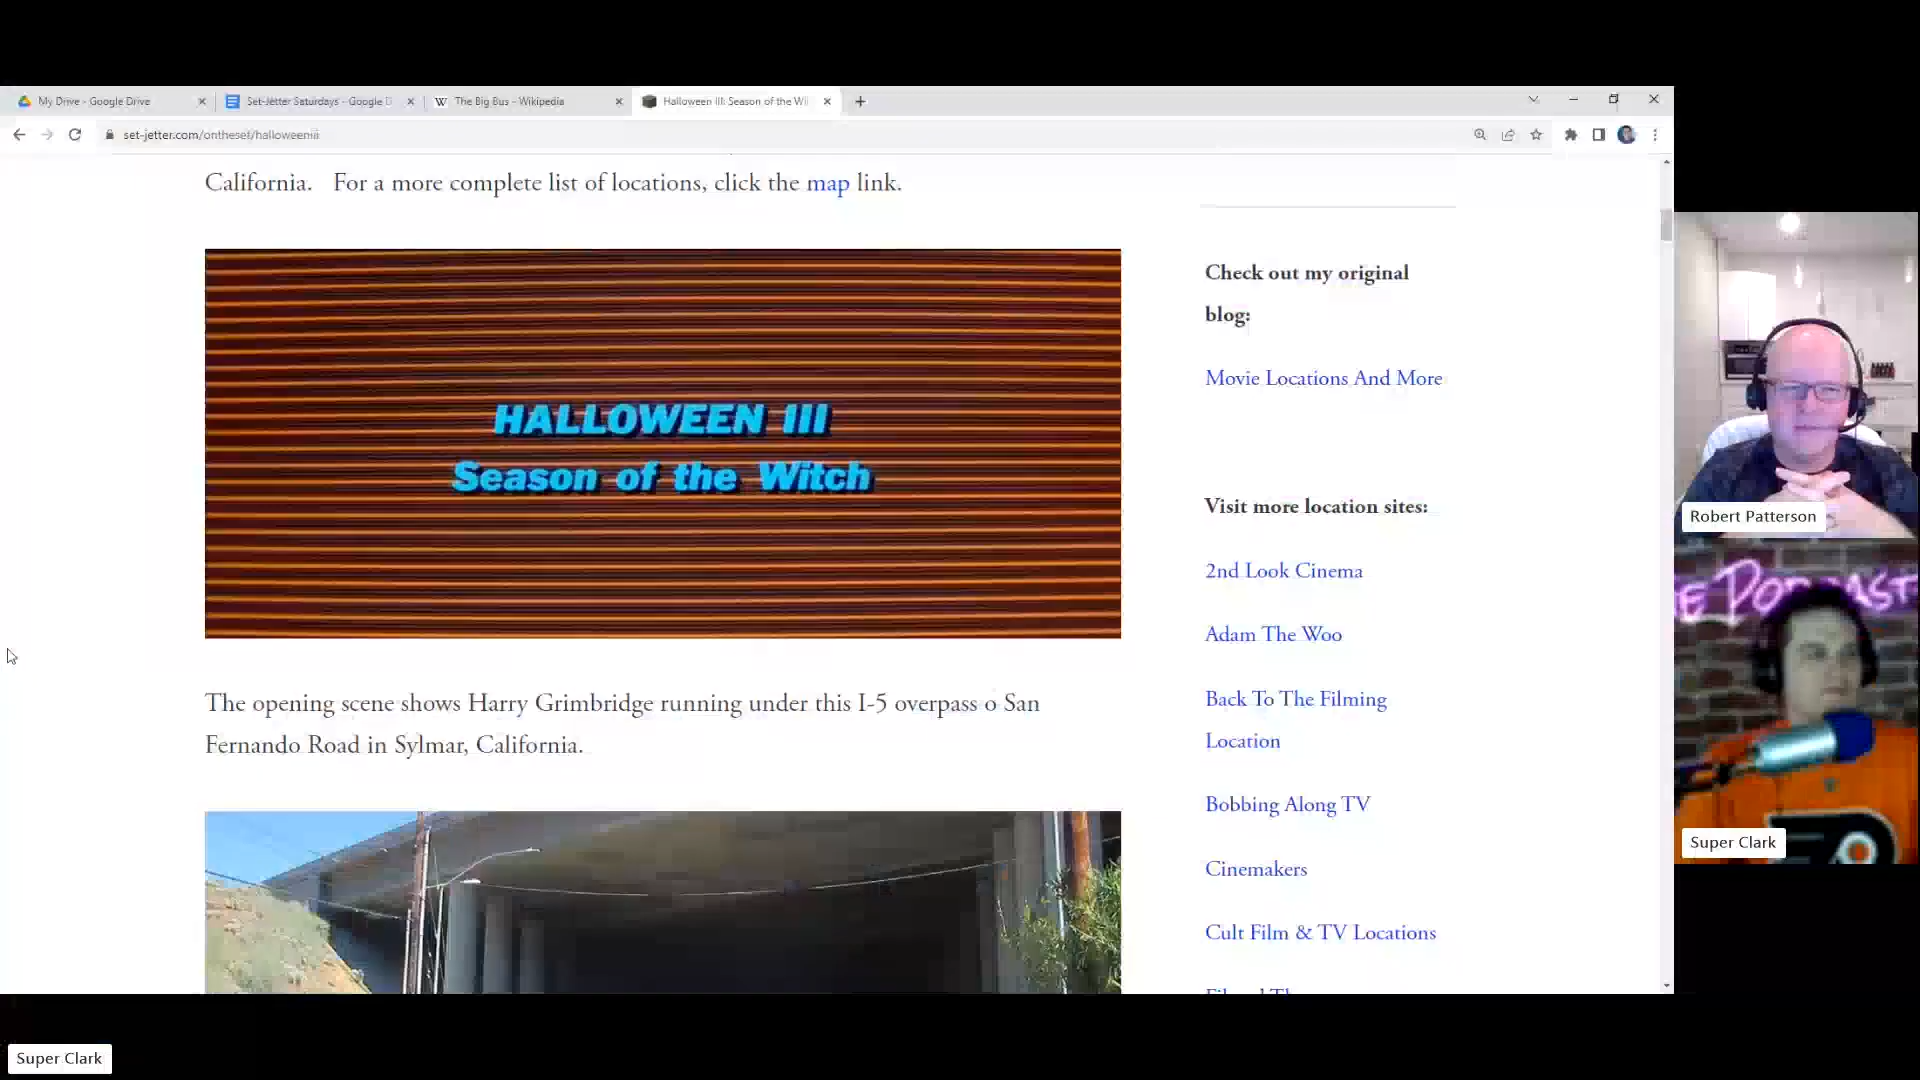 My Drive - Google Drive
Set-Jetter Saturdays - Google D
The Big Bus - Wikipedia
Halloween III: Season of the Wi
set-jetter.com/ontheset/halloweeniii
California. For a more complete list of locations, click the map link.
HALLOWEEN III
Season of the Witch
The opening scene shows Harry Grimbridge running under this I-5 overpass o San
Fernando Road in Sylmar, California.
Check out my original
blog:
Movie Locations And More
Visit more location sites:
2nd Look Cinema
Adam The Woo
Back To The Filming
Location
Bobbing Along TV
Cinemakers
Cult Film & TV Locations
Robert Patterson
E PODCAST
Super Clark
Super Clark